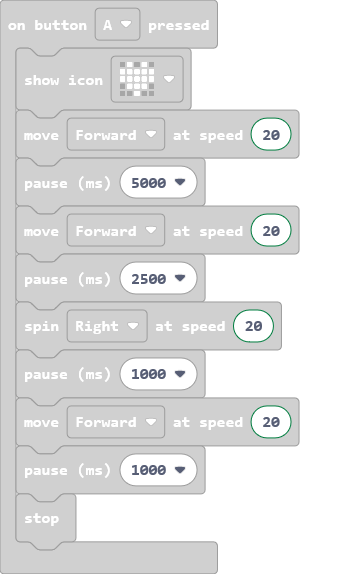 on button A pressed
show icon
move Forward at speed 20
pause (ms) 5000
move Forward at speed 20
pause (ms) 2500
spin Right at speed 20
pause (ms) 1000
move Forward at speed 20
pause (ms) 1000
stop